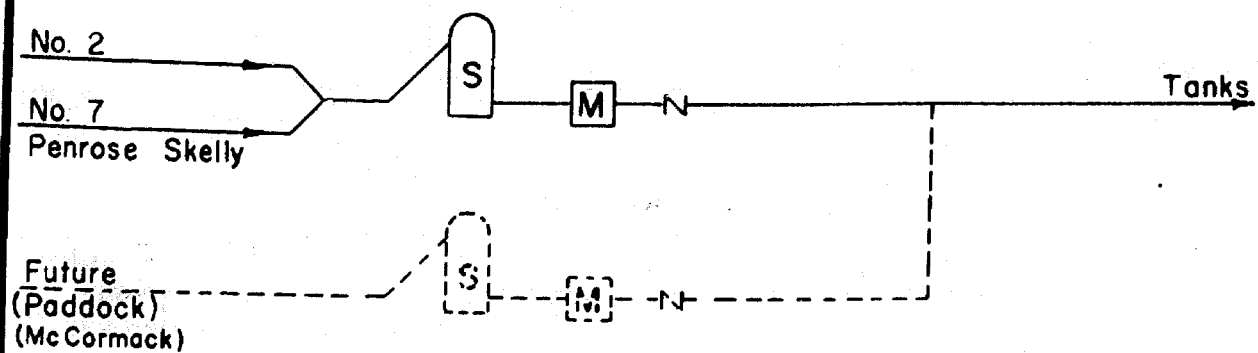 No. 2
No. 7
Penrose Skelly
S
M
N
Tanks
Future
(Paddock)
(McCormack)
S
M
N